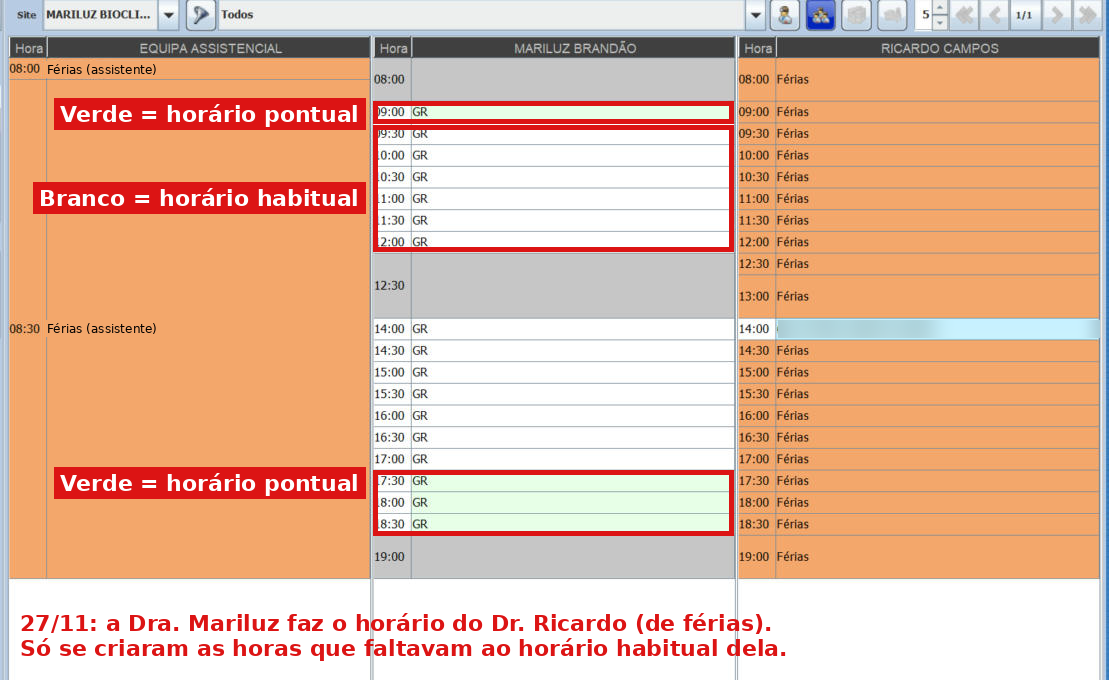 Site MARILUZ BIOCLI... Todos 5 1/1
Hora EQUIPA ASSISTENCIAL Hora MARILUZ BRANDÃO Hora RICARDO CAMPOS
08:00 Férias (assistente)
08:00
08:00 Férias
Verde = horário pontual
09:00 GR
09:00 Férias
09:30 GR
09:30 Férias
10:00 GR
10:00 Férias
10:30 GR
10:30 Férias
Branco = horário habitual
11:00 GR
11:00 Férias
11:30 GR
11:30 Férias
12:00 GR
12:00 Férias
12:30
12:30 Férias
13:00 Férias
08:30 Férias (assistente)
14:00 GR
14:00
14:30 GR
14:30 Férias
15:00 GR
15:00 Férias
15:30 GR
15:30 Férias
16:00 GR
16:00 Férias
16:30 GR
16:30 Férias
17:00 GR
17:00 Férias
Verde = horário pontual
17:30 GR
17:30 Férias
18:00 GR
18:00 Férias
18:30 GR
18:30 Férias
19:00
19:00 Férias
27/11: a Dra. Mariluz faz o horário do Dr. Ricardo (de férias).
Só se criaram as horas que faltavam ao horário habitual dela.